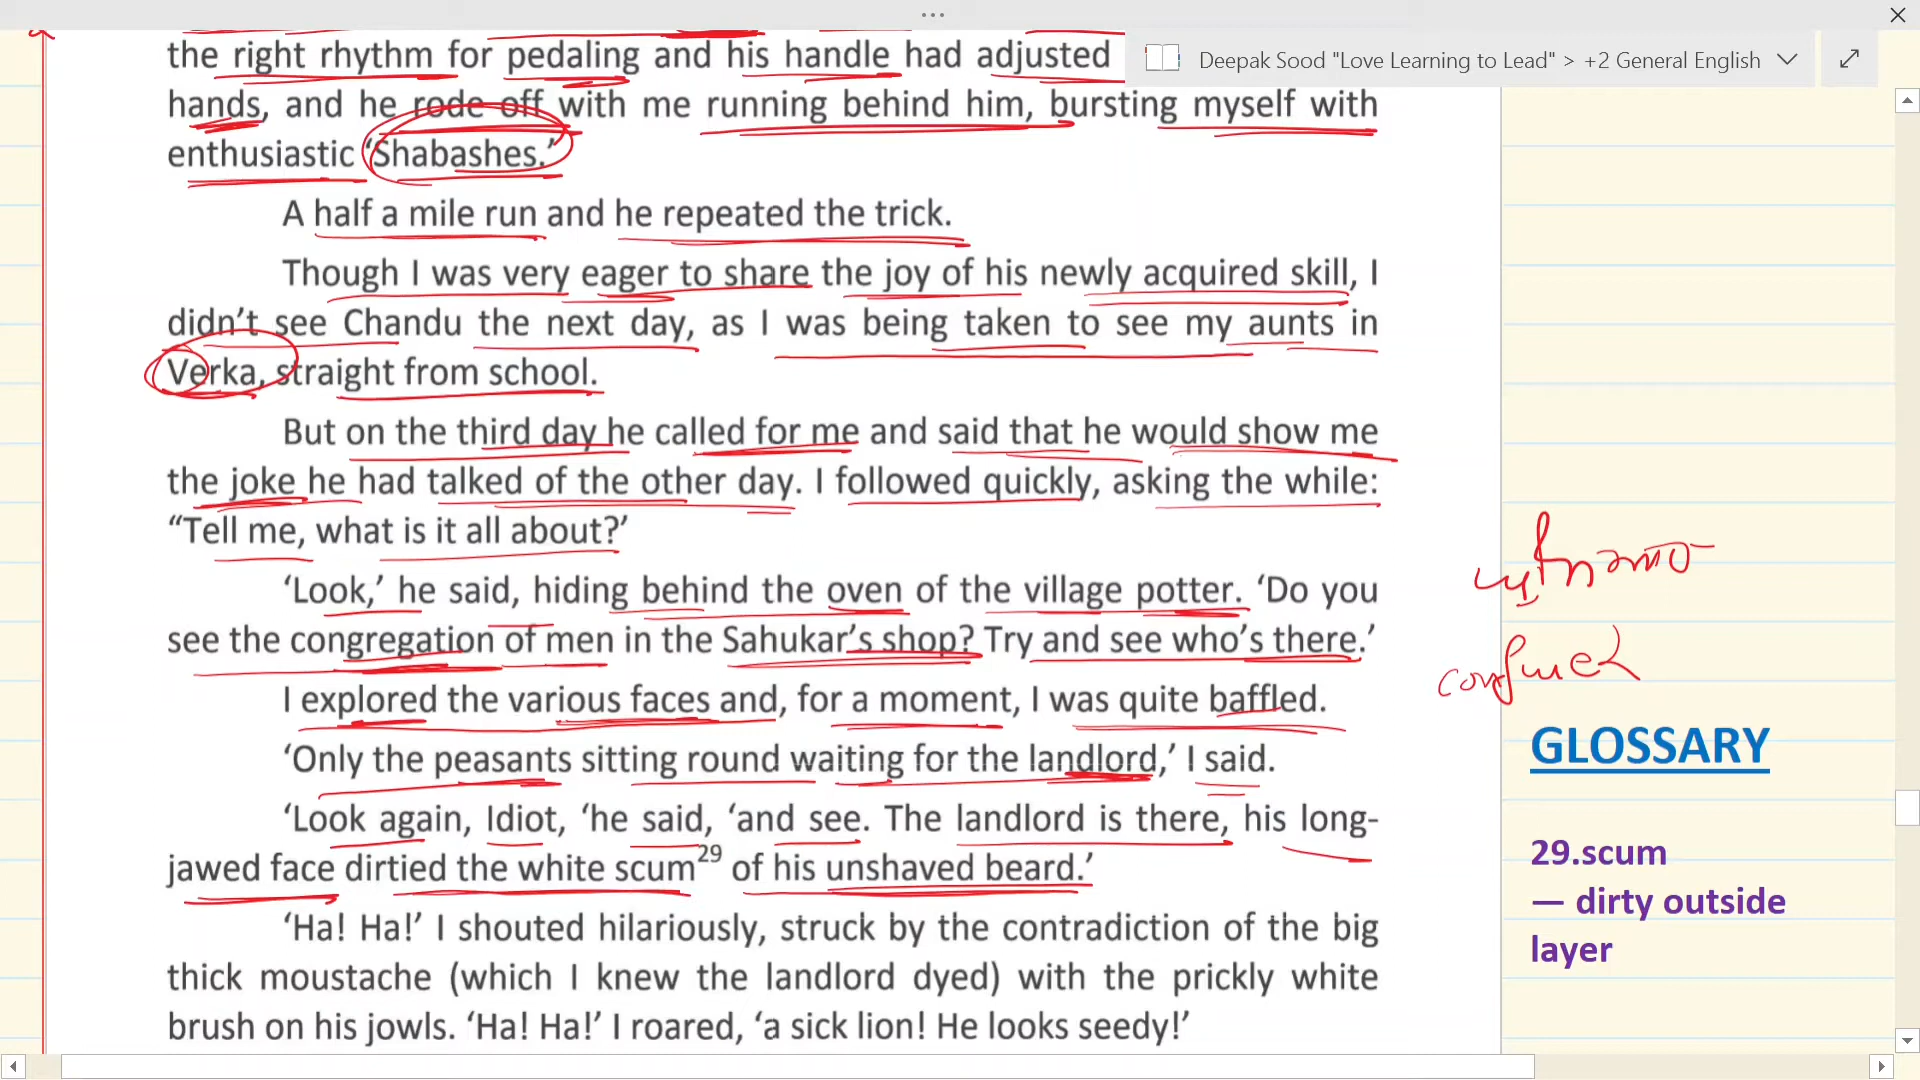 Deepak Sood "Love Learning to Lead" > +2 General English
the right rhythm for pedaling and his handle had adjusted
hands, and he rode off with me running behind him, bursting myself with
enthusiastic ‘Shabashes.’
A half a mile run and he repeated the trick.
Though I was very eager to share the joy of his newly acquired skill, I
didn’t see Chandu the next day, as I was being taken to see my aunts in
Verka, straight from school.
But on the third day he called for me and said that he would show me
the joke he had talked of the other day. I followed quickly, asking the while:
“Tell me, what is it all about?’
‘Look,’ he said, hiding behind the oven of the village potter. ‘Do you
see the congregation of men in the Sahukar’s shop? Try and see who’s there.’
I explored the various faces and, for a moment, I was quite baffled.
‘Only the peasants sitting round waiting for the landlord,’ I said.
‘Look again, Idiot, ‘he said, ‘and see. The landlord is there, his long-
jawed face dirtied the white scum29 of his unshaved beard.’
‘Ha! Ha!’ I shouted hilariously, struck by the contradiction of the big
thick moustache (which I knew the landlord dyed) with the prickly white
brush on his jowls. ‘Ha! Ha!’ I roared, ‘a sick lion! He looks seedy!’
GLOSSARY
29.scum
— dirty outside
layer